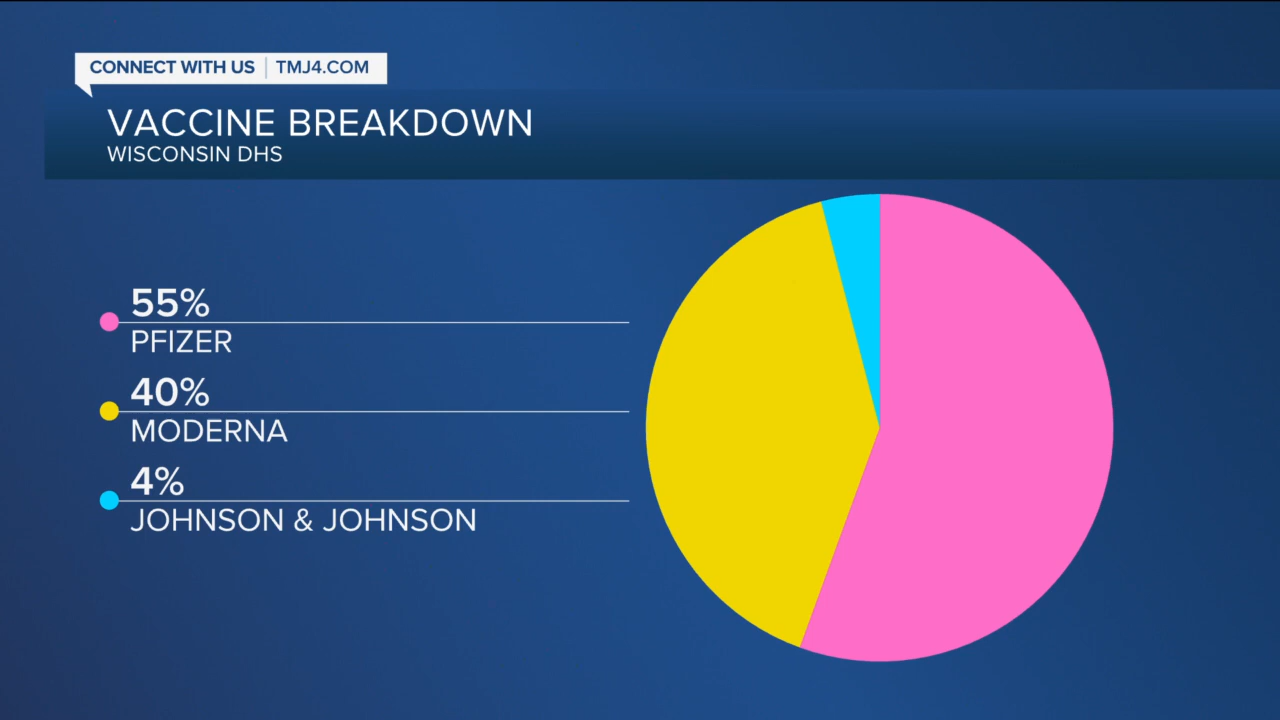 CONNECT WITH US | TMJ4.COM
VACCINE BREAKDOWN
WISCONSIN DHS
55%
PFIZER
40%
MODERNA
4%
JOHNSON & JOHNSON